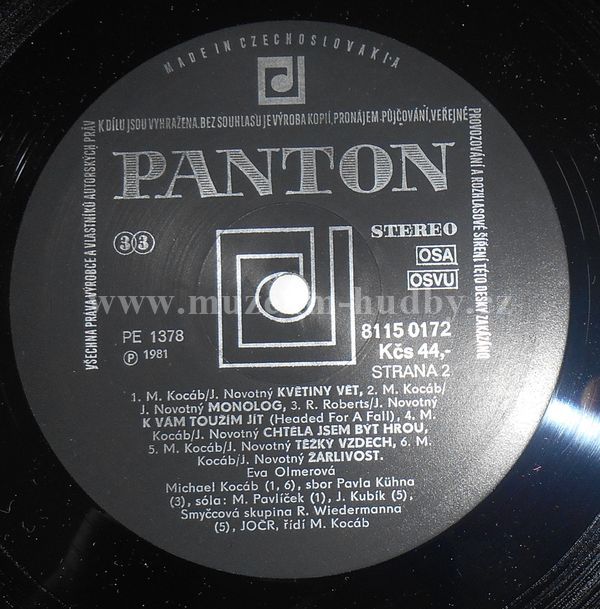 MADE IN CZECHOSLOVAKIA
VŠECHNA PRÁVA VÝROBCE A VLASTNÍKŮ AUTORSKÝCH PRÁV
K DÍLU JSOU VYHRAŽENA. BEZ SOUHLASU JE VÝROBA KOPIÍ, PRONÁJEM PŮJČOVÁNÍ, VEŘEJNÉ
PROVOZOVÁNÍ A ROZHLASOVÉ ŠÍŘENÍ TÉTO DESKY ZAKÁZÁNO
PANTON
33
STEREO
OSA
OSVU
www.muzeum-hudby.cz
PE 1378
Ⓟ 1981
8115 0172
Kčs 44,-
STRANA 2
1. M. Kocáb/J. Novotný KVĚTINY VĚT, 2. M. Kocáb/
J. Novotný MONOLOG, 3. R. Roberts/J. Novotný
K VÁM TOUŽÍM JÍT (Headed For A Fall), 4. M.
Kocáb/J. Novotný CHTĚLA JSEM BÝT HROU,
5. M. Kocáb/J. Novotný TĚŽKÝ VZDECH, 6. M.
Kocáb/J. Novotný ŽÁRLIVOST.
Eva Olmerová
Michael Kocáb (1, 6), sbor Pavla Kühna
(3), sóla: M. Pavlíček (1), J. Kubík (5),
Smyčcová skupina R. Wiedermanna
(5), JOČR, řídí M. Kocáb